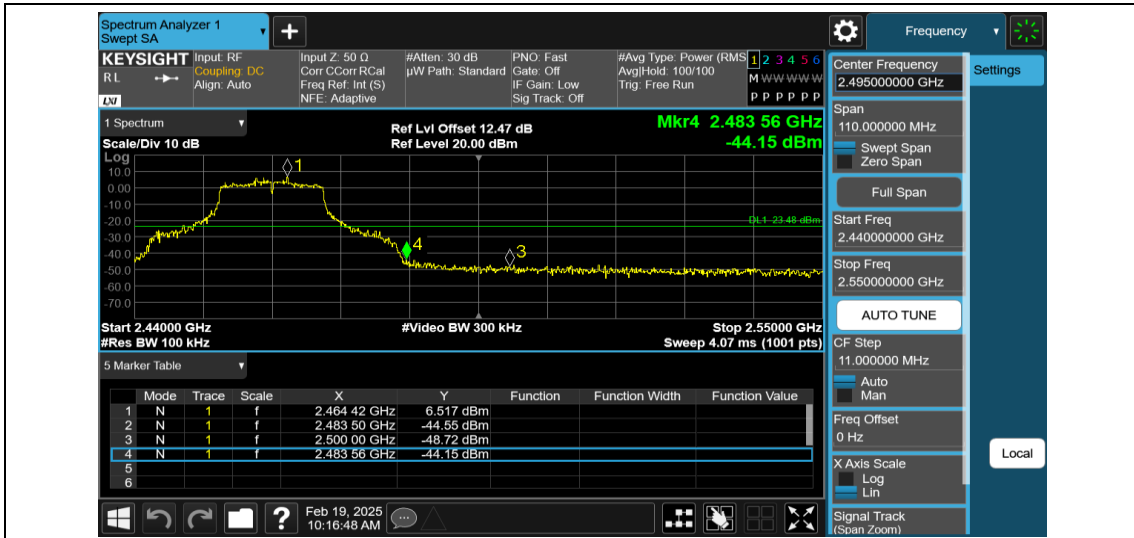 Spectrum Analyzer 1
Swept SA
Frequency
KEYSIGHT
R L
LXI
Input: RF
Coupling: DC
Align: Auto
Input Z: 50 Ω
Corr CCorr RCal
Freq Ref: Int (S)
NFE: Adaptive
#Atten: 30 dB
µW Path: Standard
PNO: Fast
Gate: Off
IF Gain: Low
Sig Track: Off
#Avg Type: Power (RMS
Avg|Hold: 100/100
Trig: Free Run
1 2 3 4 5 6
M W W W W W
P P P P P P
1 Spectrum
Scale/Div 10 dB
Ref Lvl Offset 12.47 dB
Ref Level 20.00 dBm
Mkr4 2.483 56 GHz
-44.15 dBm
Log
10.0
0.00
-10.0
-20.0
-30.0
-40.0
-50.0
-60.0
-70.0
1
4
3
DL1 -23.48 dBm
Start 2.44000 GHz
#Res BW 100 kHz
#Video BW 300 kHz
Stop 2.55000 GHz
Sweep 4.07 ms (1001 pts)
5 Marker Table
Mode Trace Scale X Y Function Function Width Function Value
1 N 1 f 2.464 42 GHz 6.517 dBm
2 N 1 f 2.483 50 GHz -44.55 dBm
3 N 1 f 2.500 00 GHz -48.72 dBm
4 N 1 f 2.483 56 GHz -44.15 dBm
5
6
Feb 19, 2025
10:16:48 AM
Center Frequency
2.495000000 GHz
Settings
Span
110.000000 MHz
Swept Span
Zero Span
Full Span
Start Freq
2.440000000 GHz
Stop Freq
2.550000000 GHz
AUTO TUNE
CF Step
11.000000 MHz
Auto
Man
Freq Offset
0 Hz
X Axis Scale
Log
Lin
Signal Track
(Span Zoom)
Local